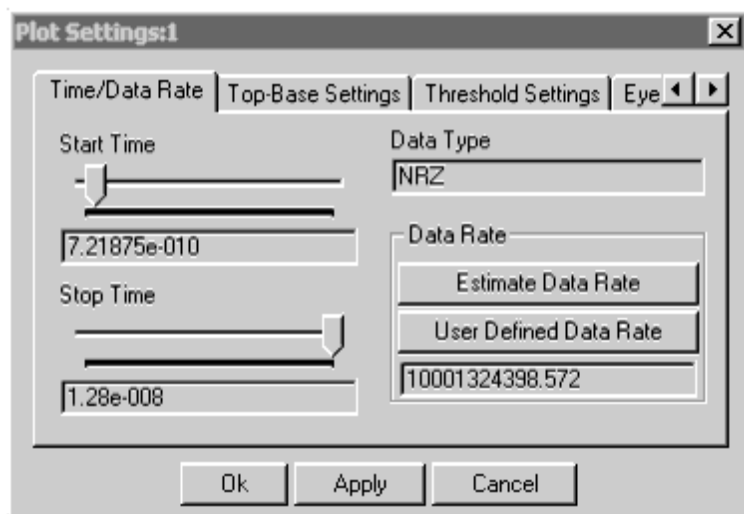 Plot Settings:1
Time/Data Rate
Top-Base Settings
Threshold Settings
Eye
Start Time
7.21875e-010
Stop Time
1.28e-008
Data Type
NRZ
Data Rate
Estimate Data Rate
User Defined Data Rate
10001324398.572
Ok
Apply
Cancel